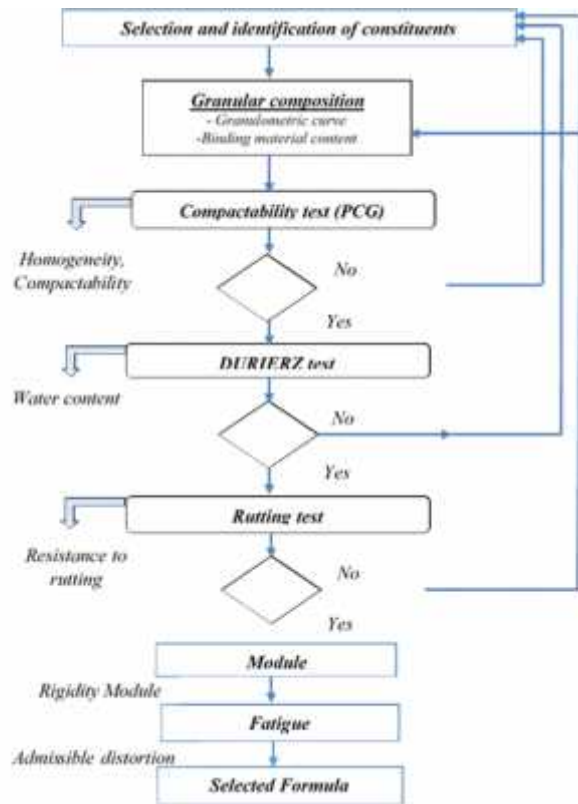 Selection and identification of constituents
Granular composition
- Granulometric curve
-Binding material content
Compactability test (PCG)
Homogeneity,
Compactability
No
Yes
DURIERZ test
Water content
No
Yes
Rutting test
Resistance to
rutting
No
Yes
Module
Rigidity Module
Fatigue
Admissible distortion
Selected Formula